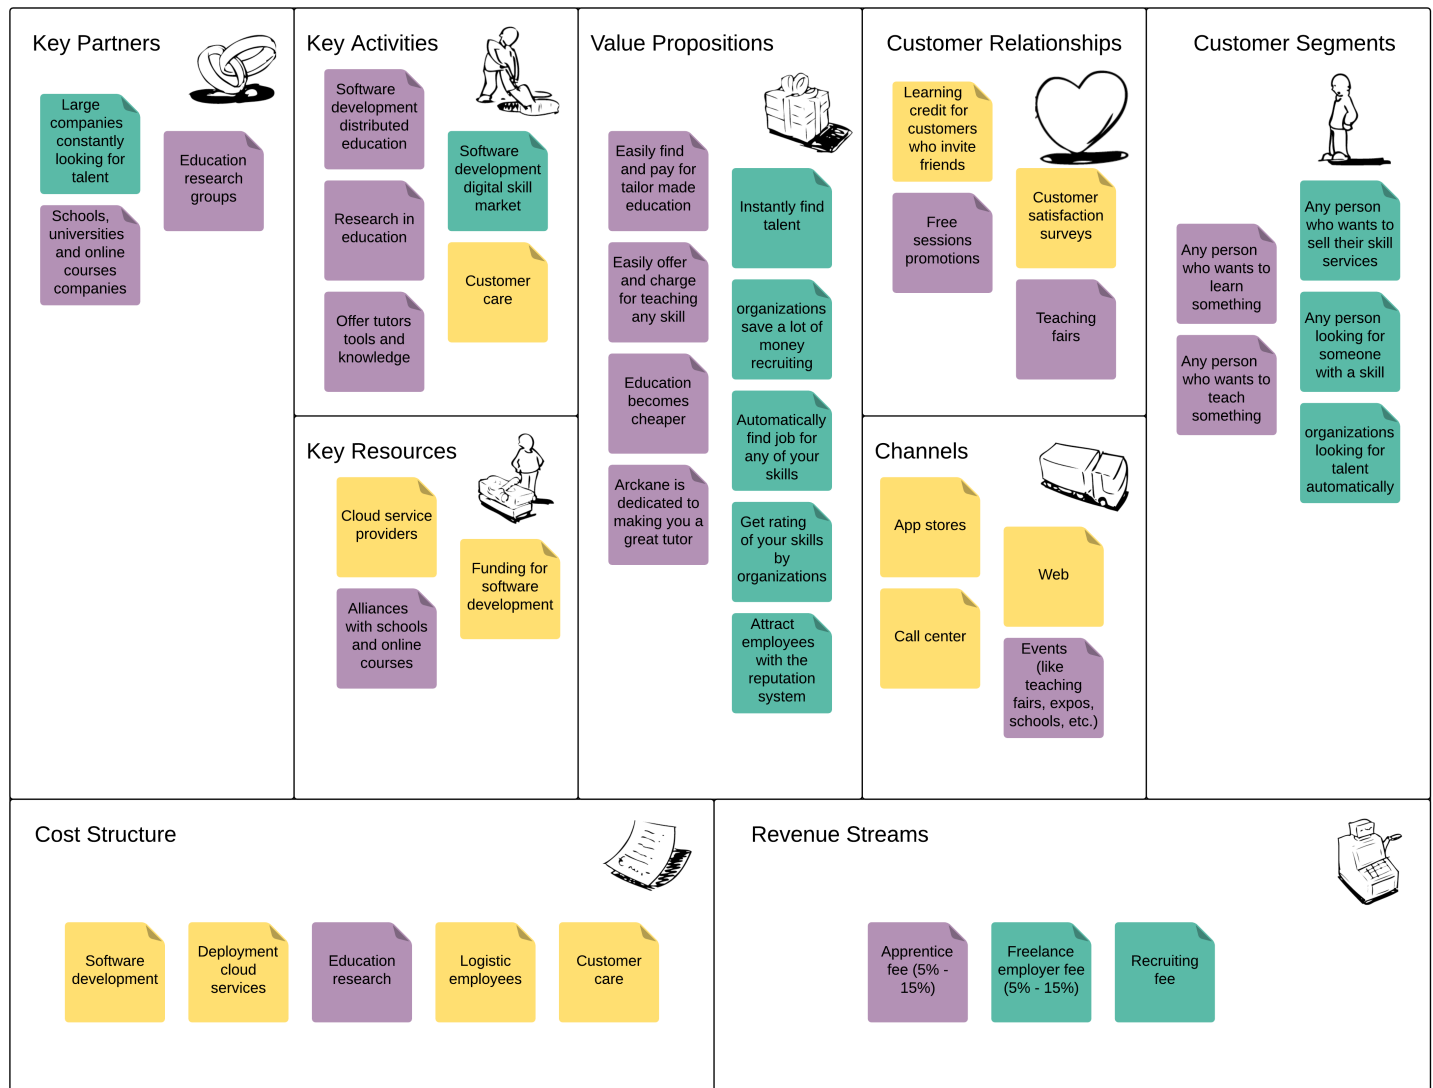 Key Partners
Large
companies
constantly
looking for
talent
Education
research
groups
Schools,
universities
and online
courses
companies
Key Activities
Software
development
distributed
education
Software
development
digital skill
market
Research in
education
Customer
care
Offer tutors
tools and
knowledge
Key Resources
Cloud service
providers
Funding for
software
development
Alliances
with schools
and online
courses
Value Propositions
Easily find
and pay for
tailor made
education
Easily offer
and charge
for teaching
any skill
Education
becomes
cheaper
Arckane is
dedicated to
making you a
great tutor
Instantly find
talent
organizations
save a lot of
money
recruiting
Automatically
find job for
any of your
skills
Get rating
of your skills
by
organizations
Attract
employees
with the
reputation
system
Customer Relationships
Learning
credit for
customers
who invite
friends
Customer
satisfaction
surveys
Free
sessions
promotions
Teaching
fairs
Channels
App stores
Web
Call center
Events
(like
teaching
fairs, expos,
schools, etc.)
Customer Segments
Any person
who wants to
learn
something
Any person
who wants to
teach
something
Any person
who wants to
sell their skill
services
Any person
looking for
someone
with a skill
organizations
looking for
talent
automatically
Cost Structure
Software
development
Deployment
cloud
services
Education
research
Logistic
employees
Customer
care
Revenue Streams
Apprentice
fee (5% -
15%)
Freelance
employer fee
(5% - 15%)
Recruiting
fee